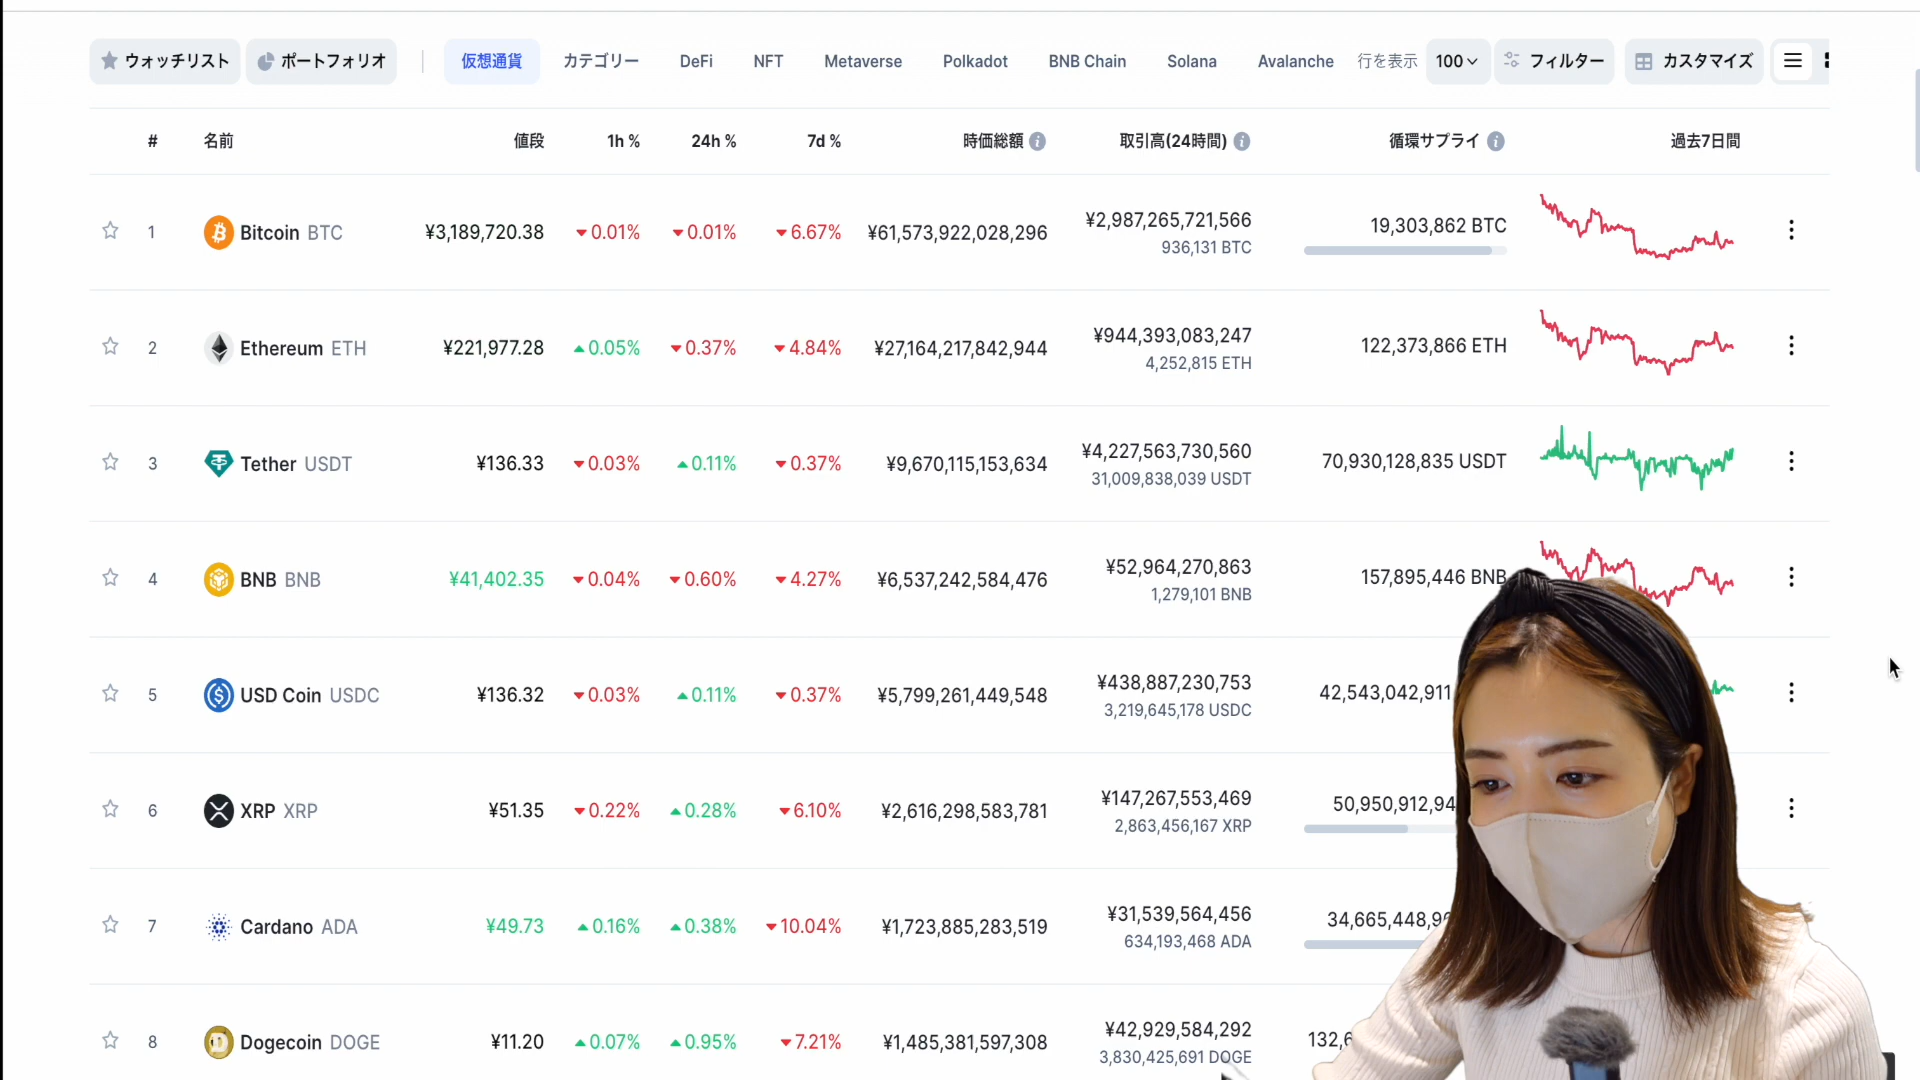 ウォッチリスト ポートフォリオ 仮想通貨 カテゴリー DeFi NFT Metaverse Polkadot BNB Chain Solana Avalanche 行を表示 100 フィルター カスタマイズ
# 名前 値段 1h % 24h % 7d % 時価総額 取引高(24時間) 循環サプライ 過去7日間
1 Bitcoin BTC ¥3,189,720.38 0.01% 0.01% 6.67% ¥61,573,922,028,296 ¥2,987,265,721,566 19,303,862 BTC
936,131 BTC
2 Ethereum ETH ¥221,977.28 0.05% 0.37% 4.84% ¥27,164,217,842,944 ¥944,393,083,247 122,373,866 ETH
4,252,815 ETH
3 Tether USDT ¥136.33 0.03% 0.11% 0.37% ¥9,670,115,153,634 ¥4,227,563,730,560 70,930,128,835 USDT
31,009,838,039 USDT
4 BNB BNB ¥41,402.35 0.04% 0.60% 4.27% ¥6,537,242,584,476 ¥52,964,270,863 157,895,446 BNB
1,279,101 BNB
5 USD Coin USDC ¥136.32 0.03% 0.11% 0.37% ¥5,799,261,449,548 ¥438,887,230,753 42,543,042,911
3,219,645,178 USDC
6 XRP XRP ¥51.35 0.22% 0.28% 6.10% ¥2,616,298,583,781 ¥147,267,553,469 50,950,912,94
2,863,456,167 XRP
7 Cardano ADA ¥49.73 0.16% 0.38% 10.04% ¥1,723,885,283,519 ¥31,539,564,456 34,665,448,9
634,193,468 ADA
8 Dogecoin DOGE ¥11.20 0.07% 0.95% 7.21% ¥1,485,381,597,308 ¥42,929,584,292 132,6
3,830,425,691 DOGE